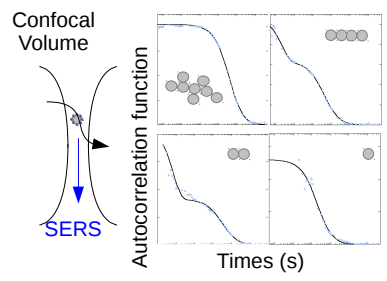 Confocal
Volume
SERS
Autocorrelation function
Times (s)